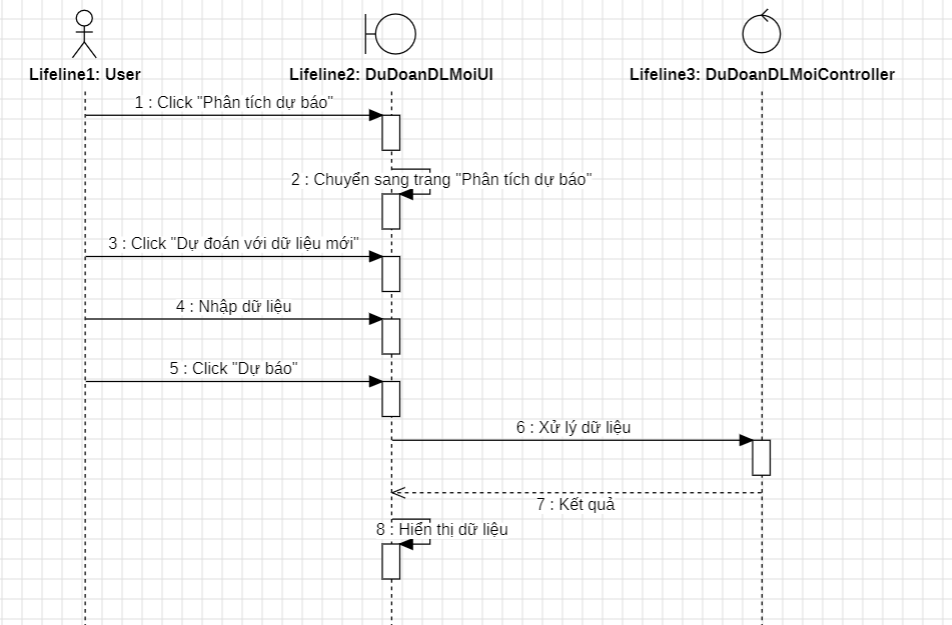 Lifeline1: User
Lifeline2: DuDoanDLMoiUI
Lifeline3: DuDoanDLMoiController
1 : Click "Phân tích dự báo"
2 : Chuyển sang trang "Phân tích dự báo"
3 : Click "Dự đoán với dữ liệu mới"
4 : Nhập dữ liệu
5 : Click "Dự báo"
6 : Xử lý dữ liệu
7 : Kết quả
8 : Hiển thị dữ liệu